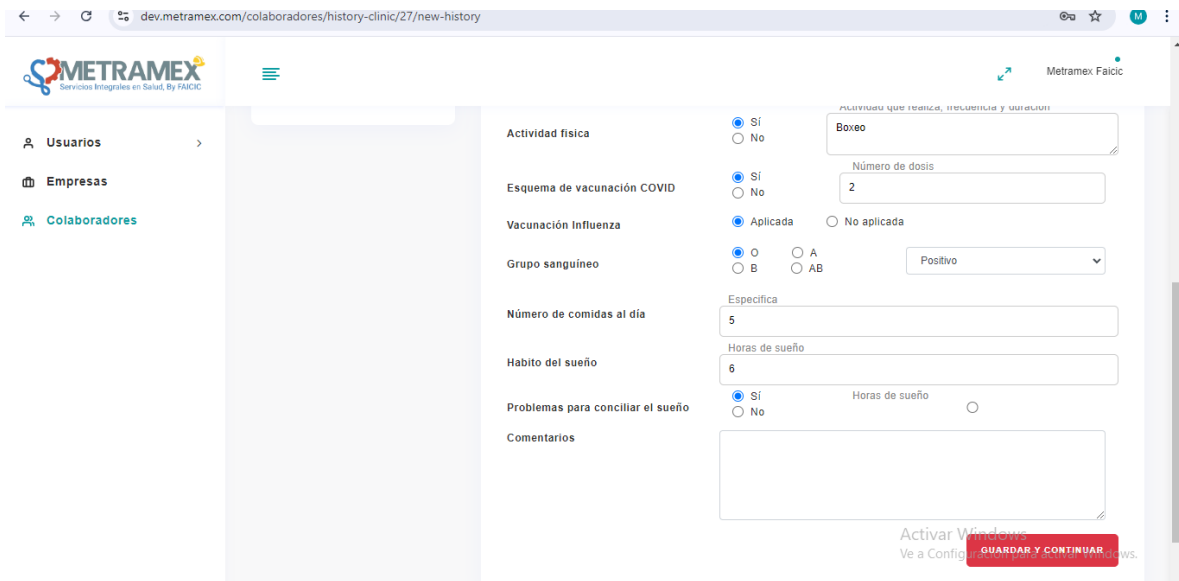 dev.metramex.com/colaboradores/history-clinic/27/new-history
M
METRAMEX
Servicios Integrales en Salud, By FAICIC
Metramex Faicic
Usuarios
Empresas
Colaboradores
Actividad que realiza, frecuencia y duración
Actividad fisica
Sí
No
Boxeo
Número de dosis
Esquema de vacunación COVID
Sí
No
2
Vacunación Influenza
Aplicada
No aplicada
Grupo sanguíneo
O
A
B
AB
Positivo
Especifica
Número de comidas al día
5
Horas de sueño
Habito del sueño
6
Problemas para conciliar el sueño
Sí
No
Horas de sueño
Comentarios
Activar Windows
Ve a Configuración para activar Windows.
GUARDAR Y CONTINUAR